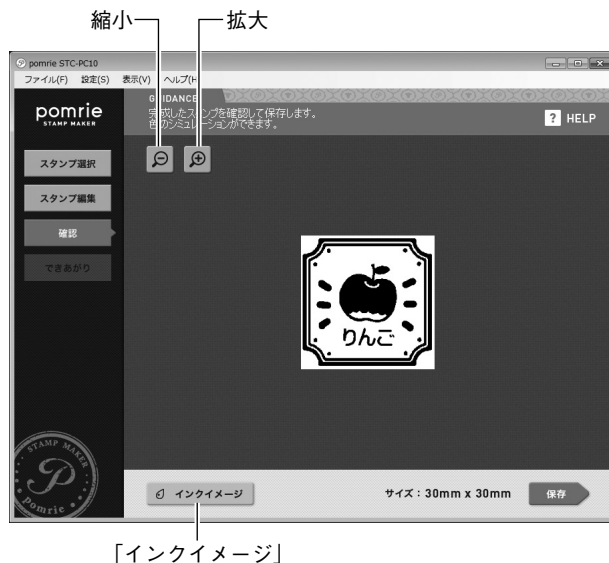 縮小
拡大
pomrie STC-PC10
ファイル(F) 設定(S) 表示(V) ヘルプ(H
pomrie
STAMP MAKER
GUIDANCE
完成したスタンプを確認して保存します。
色のシミュレーションができます。
? HELP
スタンプ選択
スタンプ編集
確認
できあがり
りんご
STAMP MAKER
P
Pomrie
インクイメージ
サイズ:30mm x 30mm
保存
「インクイメージ」